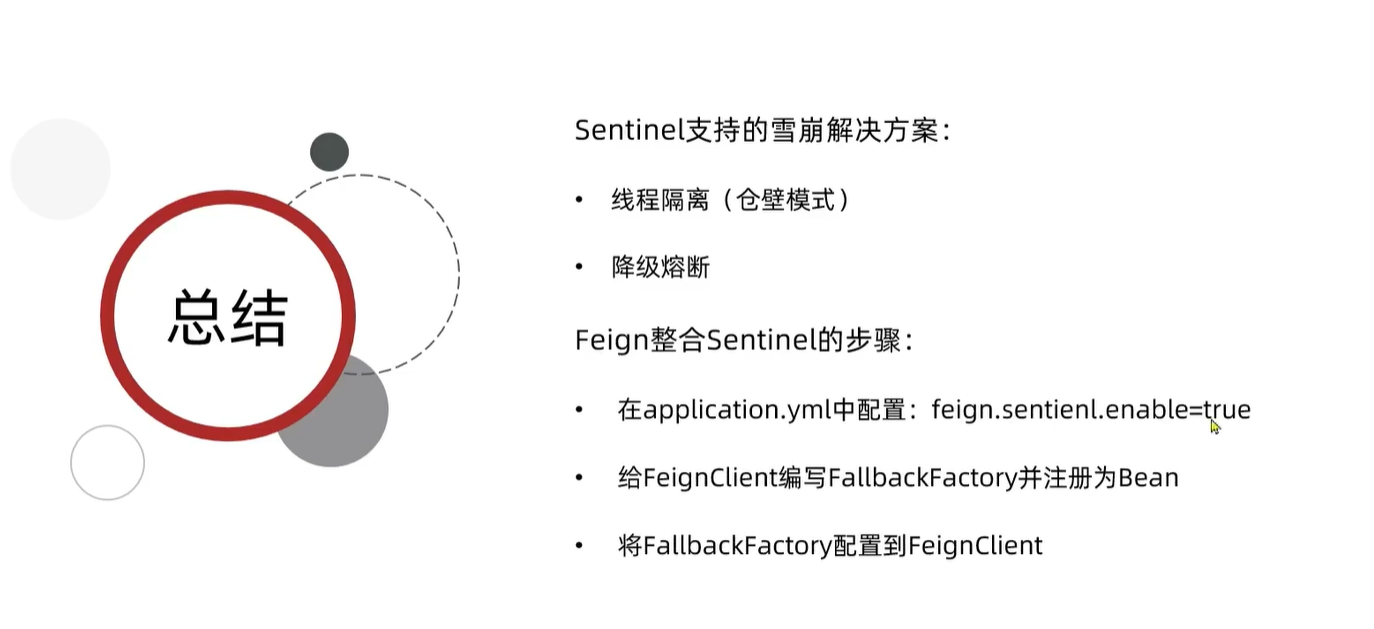 总结
Sentinel支持的雪崩解决方案：
• 线程隔离（仓壁模式）
• 降级熔断
Feign整合Sentinel的步骤：
• 在application.yml中配置：feign.sentienl.enable=true
• 给FeignClient编写FallbackFactory并注册为Bean
• 将FallbackFactory配置到FeignClient